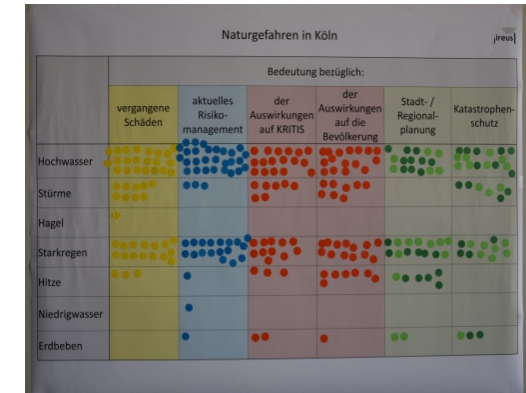 Naturgefahren in Köln
ireus
Bedeutung bezüglich:
vergangene
Schäden
aktuelles
Risiko-
management
der
Auswirkungen
auf KRITIS
der
Auswirkungen
auf die
Bevölkerung
Stadt- /
Regional-
planung
Katastrophen-
schutz
Hochwasser
Stürme
Hagel
Starkregen
Hitze
Niedrigwasser
Erdbeben